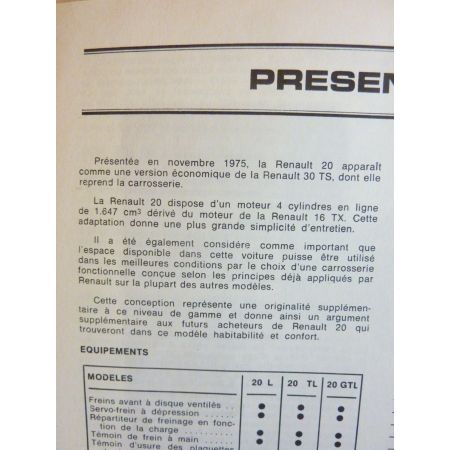 PRESEN
Présentée en novembre 1975, la Renault 20 apparaît
comme une version économique de la Renault 30 TS, dont elle
reprend la carrosserie.
La Renault 20 dispose d'un moteur 4 cylindres en ligne
de 1.647 cm³ dérivé du moteur de la Renault 16 TX. Cette
adaptation donne une plus grande simplicité d'entretien.
Il a été également considére comme important que
l'espace disponible dans cette voiture puisse être utilisé
dans les meilleures conditions par le choix d'une carrosserie
fonctionnelle conçue selon les principes déjà appliqués par
Renault sur la plupart des autres modèles.
Cette conception représente une originalité supplémen-
taire à ce niveau de gamme et donne ainsi un argument
supplémentaire aux futurs acheteurs de Renault 20 qui
trouveront dans ce modèle habitabilité et confort.
EQUIPEMENTS
MODELES 20 L 20 TL 20 GTL
Freins avant à disque ventilés .. ● ● ●
Servo-frein à dépression ...... ● ● ●
Répartiteur de freinage en fonc-
tion de la charge ......... ● ● ●
Témoin de frein à main ..... ● ● ●
Témoin d'usure des plaquettes